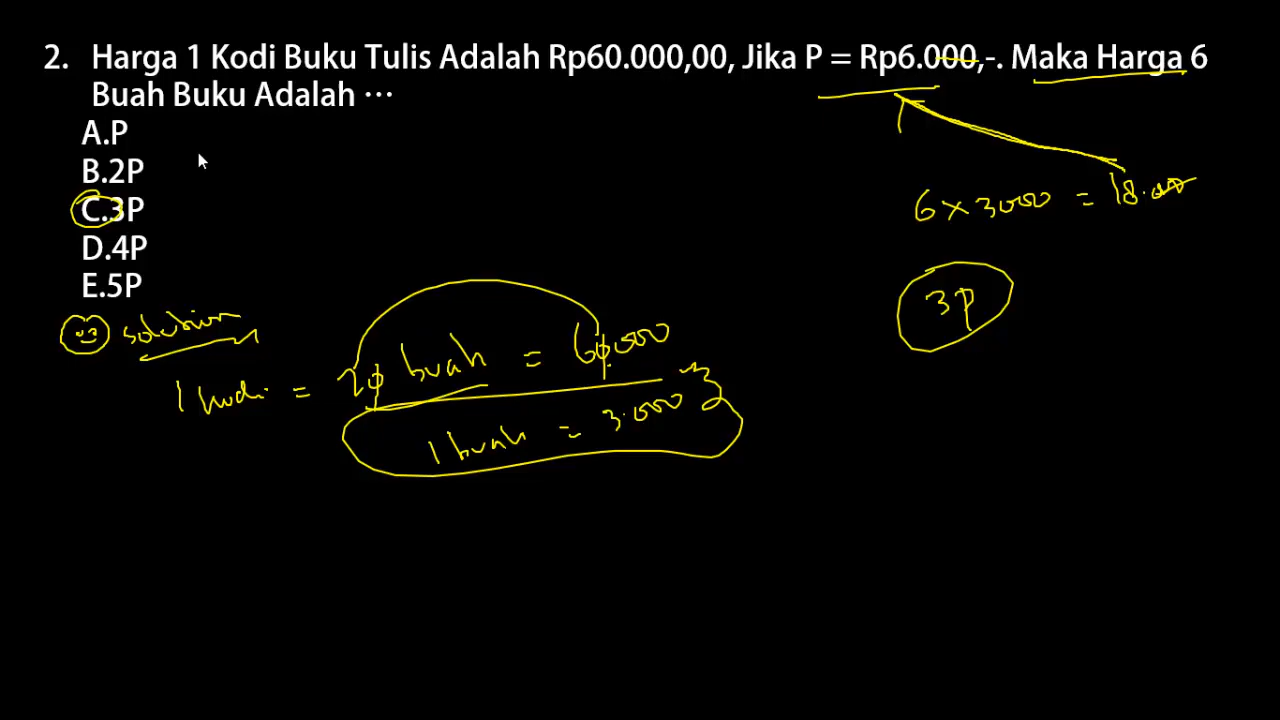 2. Harga 1 Kodi Buku Tulis Adalah Rp60.000,00, Jika P = Rp6.000,-. Maka Harga 6
Buah Buku Adalah ⋯
A.P
B.2P
C.3P
D.4P
E.5P
6 × 3000 = 18.000
3P
solution
1 kodi = 20 buah = 60.000
1 buah = 3.000